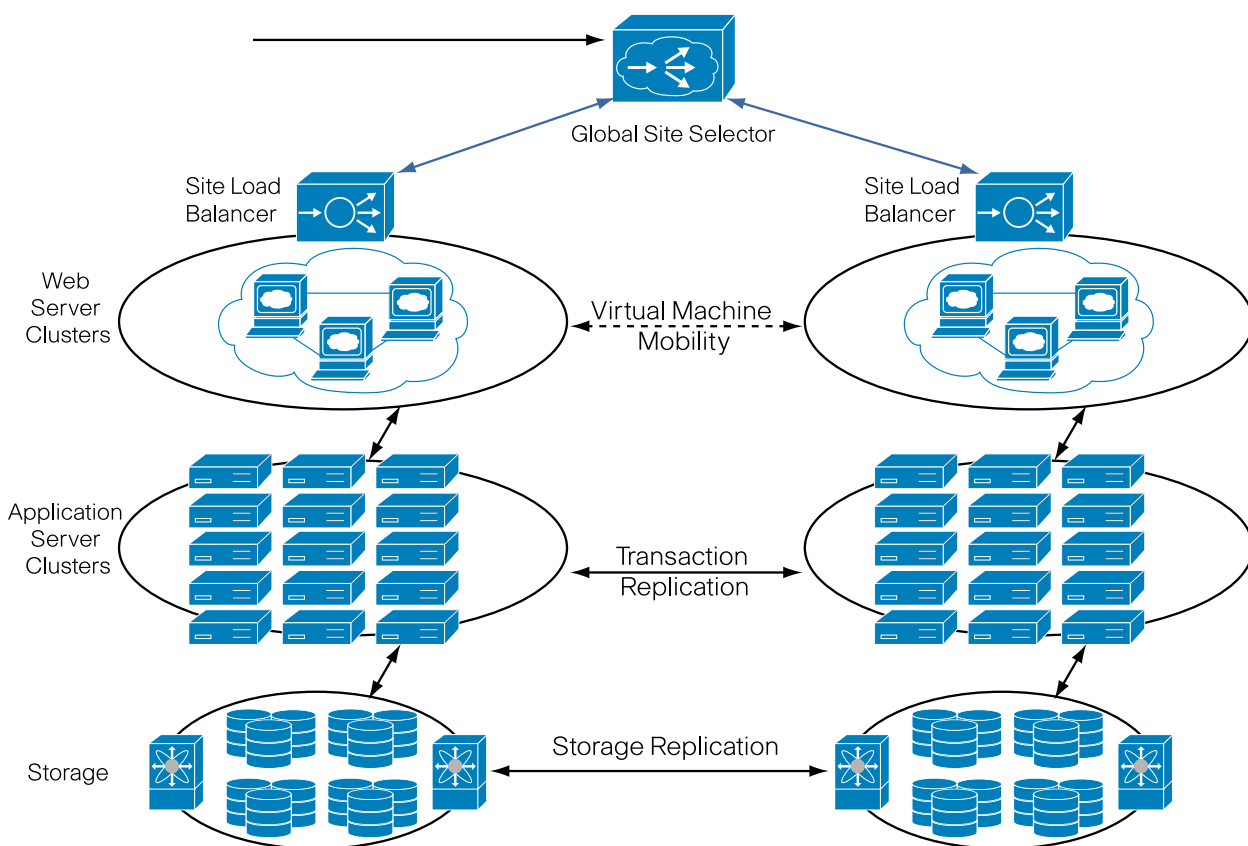 Global Site Selector
Site Load
Balancer
Site Load
Balancer
Web
Server
Clusters
Virtual Machine
Mobility
Application
Server
Clusters
Transaction
Replication
Storage
Storage Replication